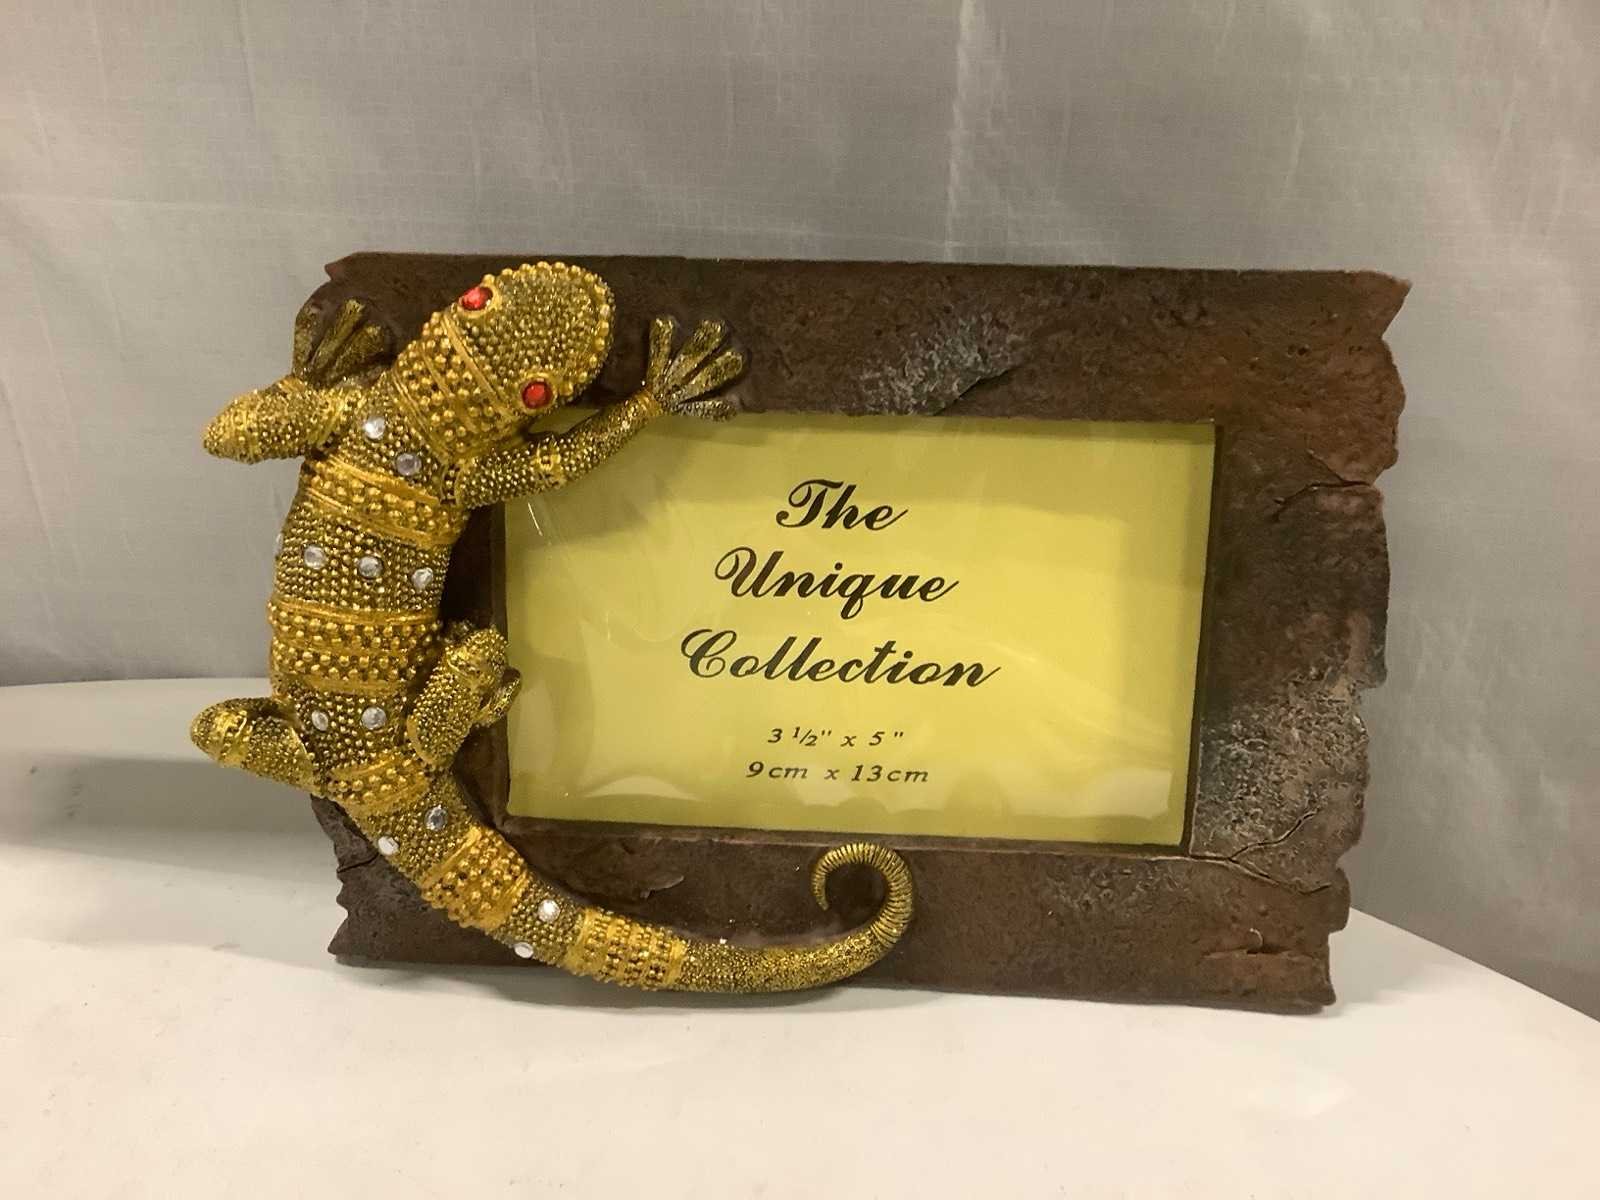 The
Unique
Collection
3 1/2" x 5"
9cm x 13cm